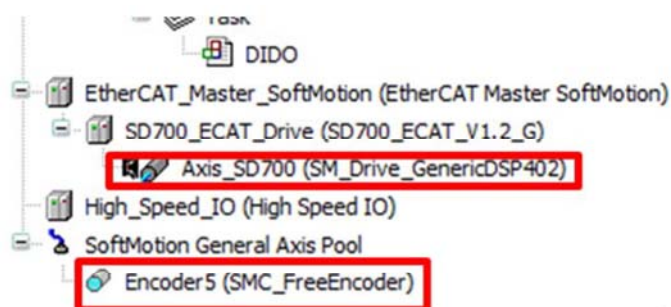 Task
DIDO
EtherCAT_Master_SoftMotion (EtherCAT Master SoftMotion)
SD700_ECAT_Drive (SD700_ECAT_V1.2_G)
Axis_SD700 (SM_Drive_GenericDSP402)
High_Speed_IO (High Speed IO)
SoftMotion General Axis Pool
Encoder5 (SMC_FreeEncoder)